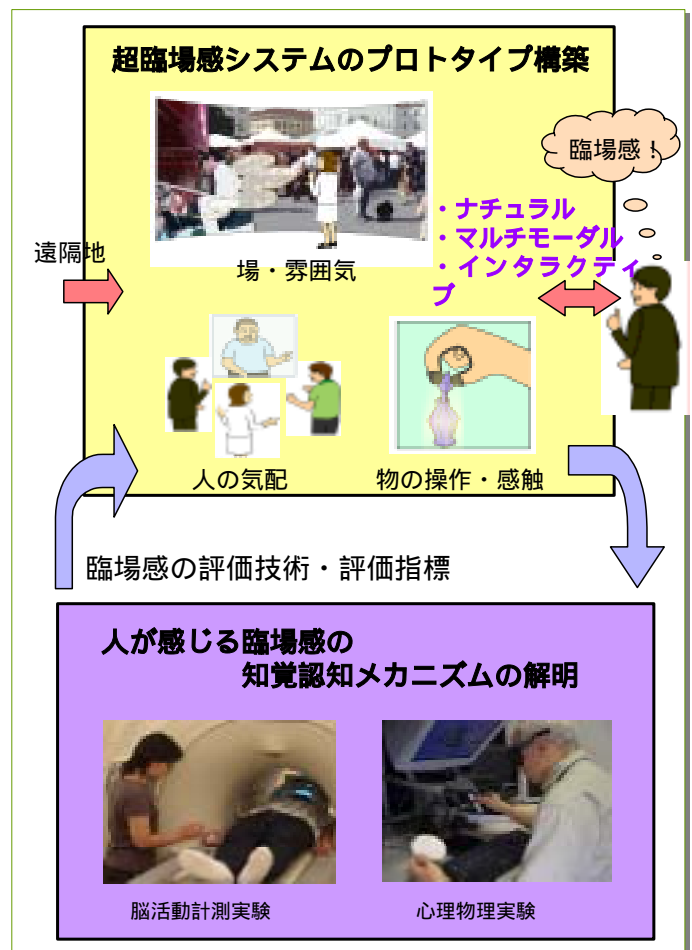 超臨場感システムのプロトタイプ構築
臨場感！
・ナチュラル
・マルチモーダル
・インタラクティ
ブ
遠隔地
場・雰囲気
人の気配
物の操作・感触
臨場感の評価技術・評価指標
人が感じる臨場感の
知覚認知メカニズムの解明
脳活動計測実験
心理物理実験